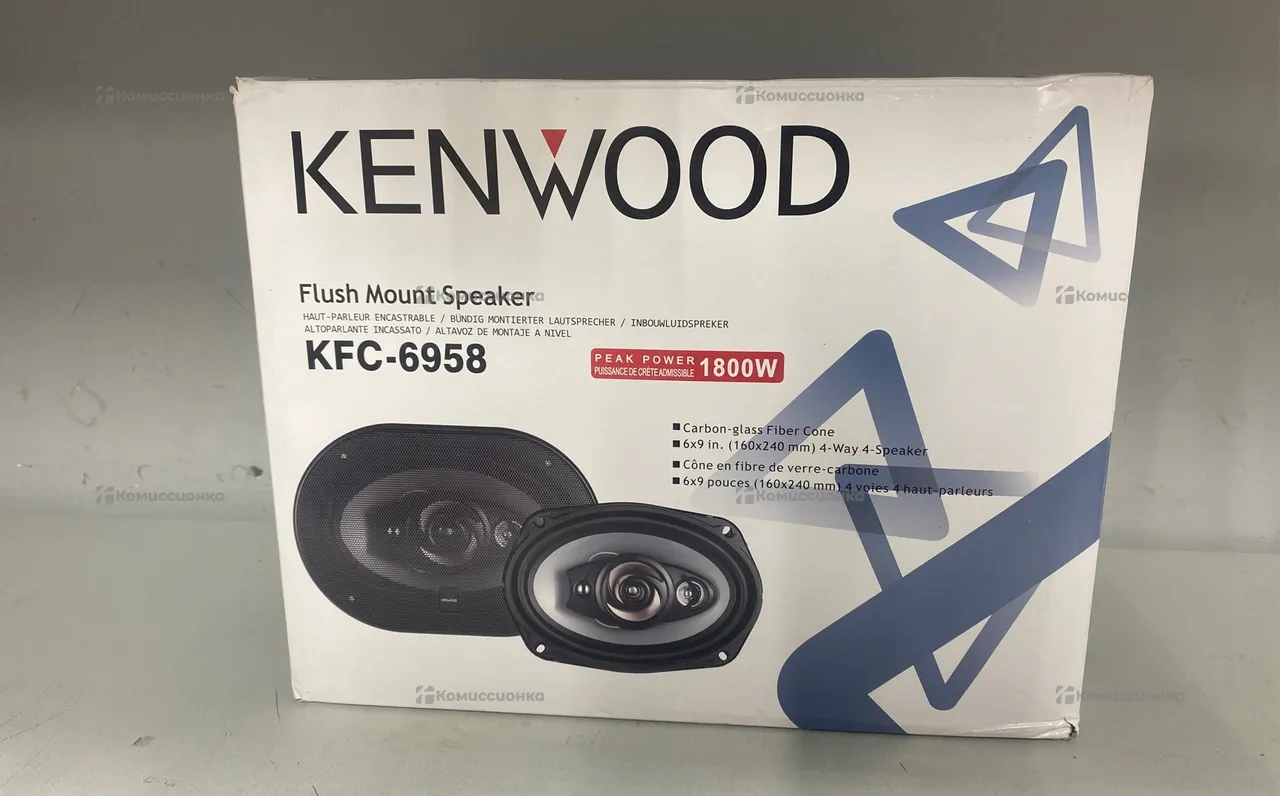 KENWOOD
Flush Mount Speaker
HAUT-PARLEUR ENCASTRABLE / BÜNDIG MONTIERTER LAUTSPRECHER / INBOUWLUIDSPREKER
ALTOPARLANTE INCASSATO / ALTAVOZ DE MONTAJE A NIVEL
KFC-6958
PEAK POWER
PUISSANCE DE CRÊTE ADMISSIBLE
1800W
■ Carbon-glass Fiber Cone
■ 6x9 in. (160x240 mm) 4-Way 4-Speaker
■ Cône en fibre de verre-carbone
■ 6x9 pouces (160x240 mm) 4 voies 4 haut-parleurs
KENWOOD
Комиссионка
Комиссионка
Комиссионка
Комисс
Комиссионка
Комиссионка
Комиссионка
Комиссионка